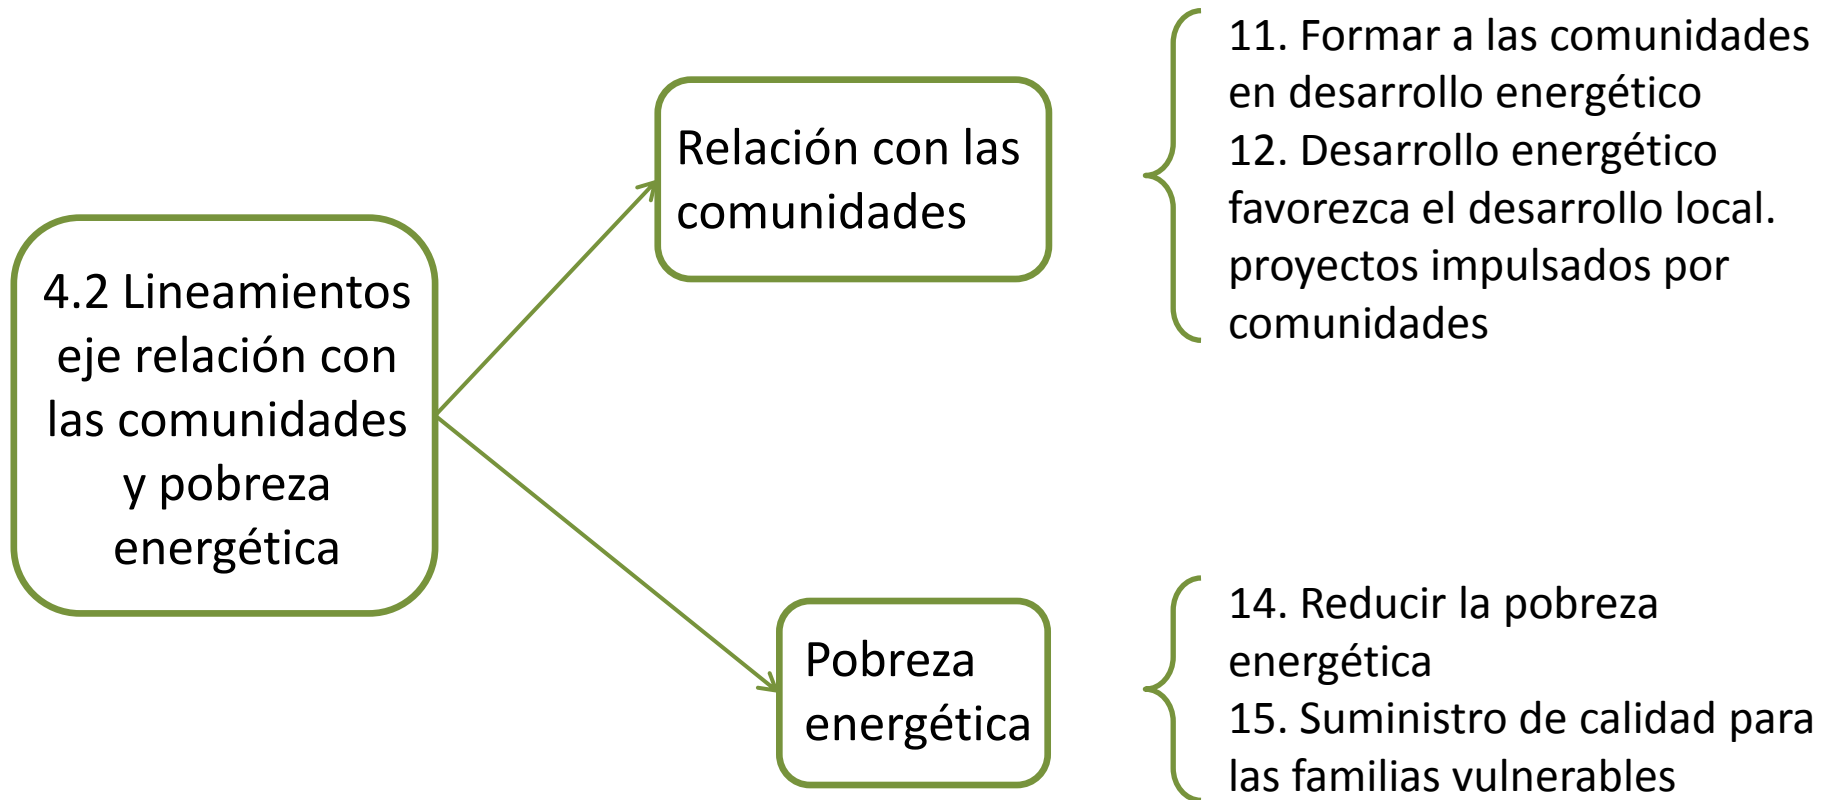 4.2 Lineamientos
eje relación con
las comunidades
y pobreza
energética
Relación con las
comunidades
11. Formar a las comunidades
en desarrollo energético
12. Desarrollo energético
favorezca el desarrollo local.
proyectos impulsados por
comunidades
Pobreza
energética
14. Reducir la pobreza
energética
15. Suministro de calidad para
las familias vulnerables